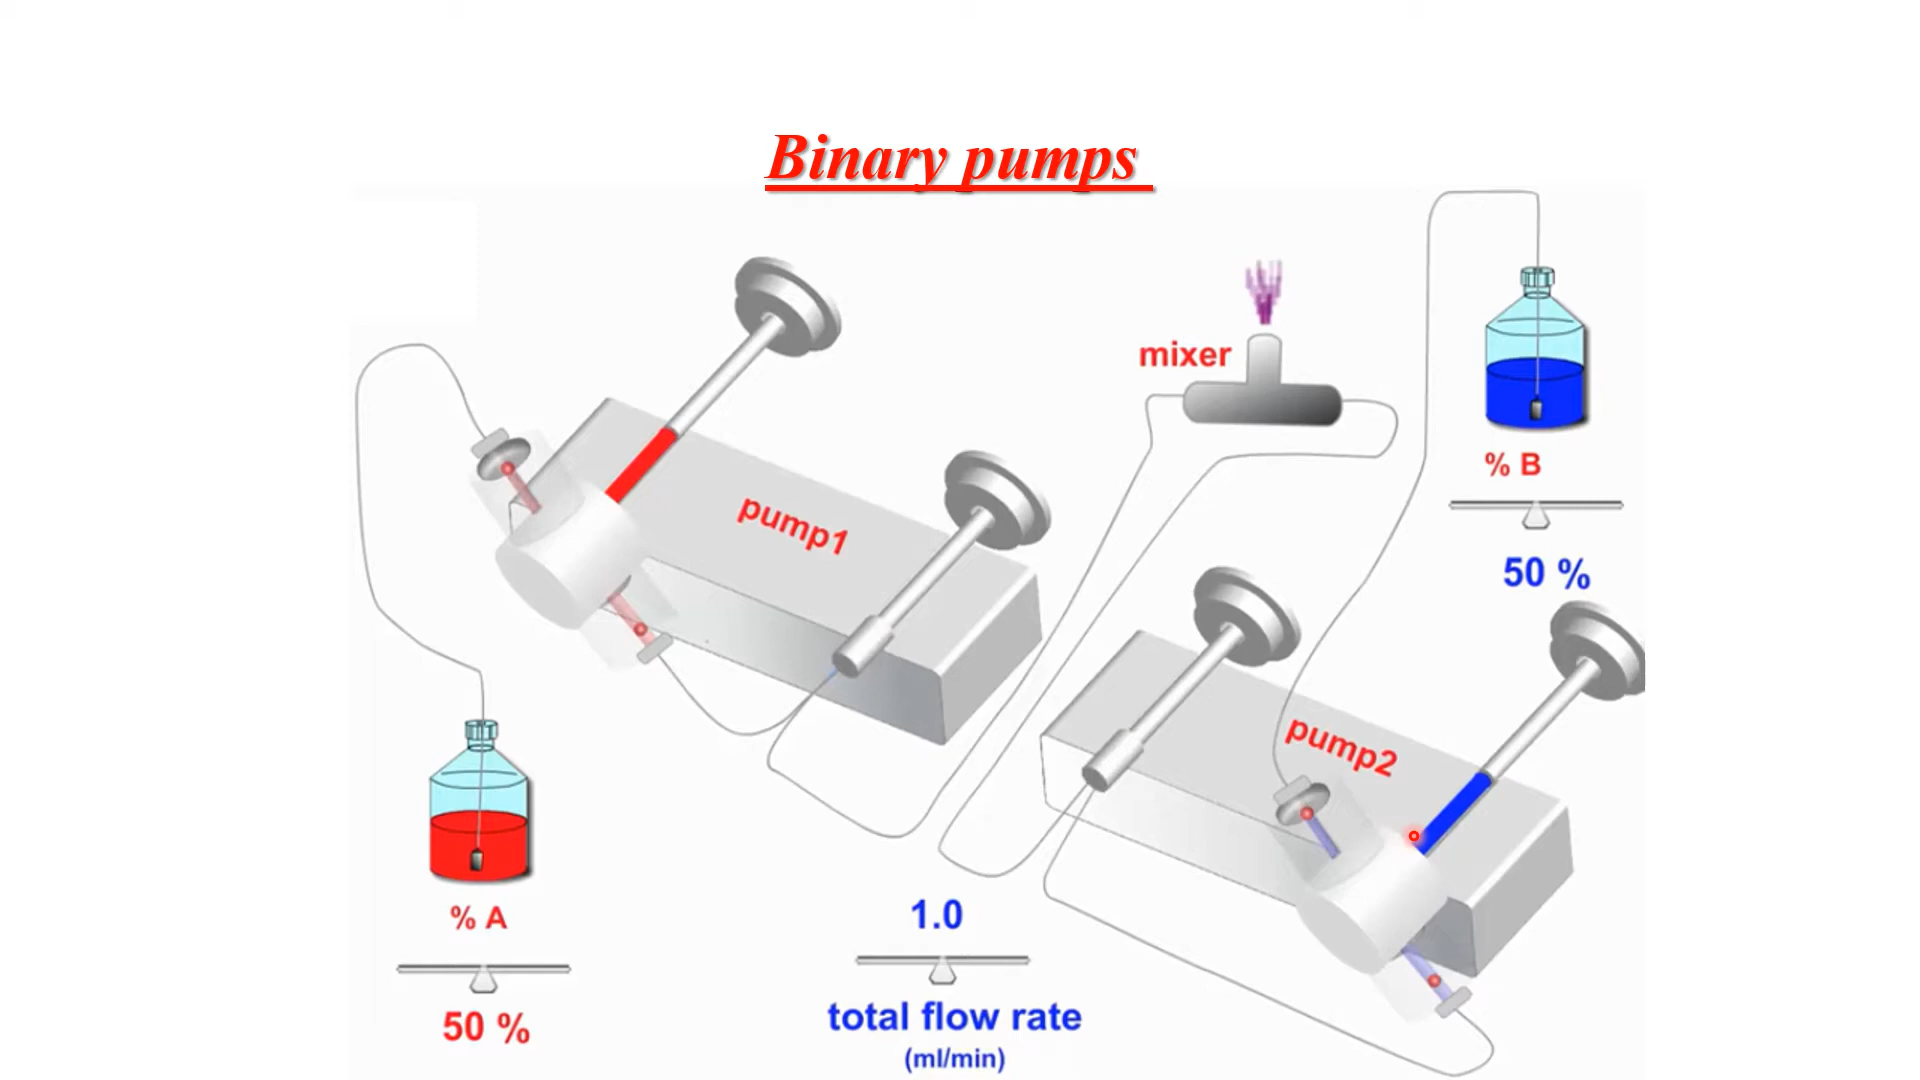 Binary pumps
mixer
% B
50 %
pump1
pump2
% A
50 %
1.0
total flow rate
(ml/min)